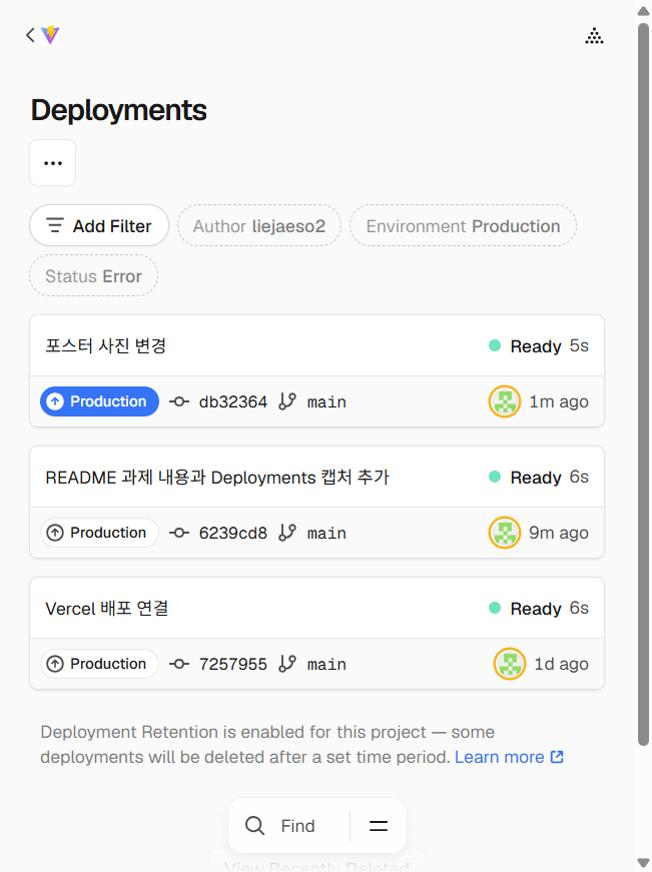 Deployments
Add Filter
Author liejaeso2
Environment Production
Status Error
포스터 사진 변경
Ready 5s
Production db32364 main
1m ago
README 과제 내용과 Deployments 캡처 추가
Ready 6s
Production 6239cd8 main
9m ago
Vercel 배포 연결
Ready 6s
Production 7257955 main
1d ago
Deployment Retention is enabled for this project — some
deployments will be deleted after a set time period. Learn more
Find
View Recently Deleted